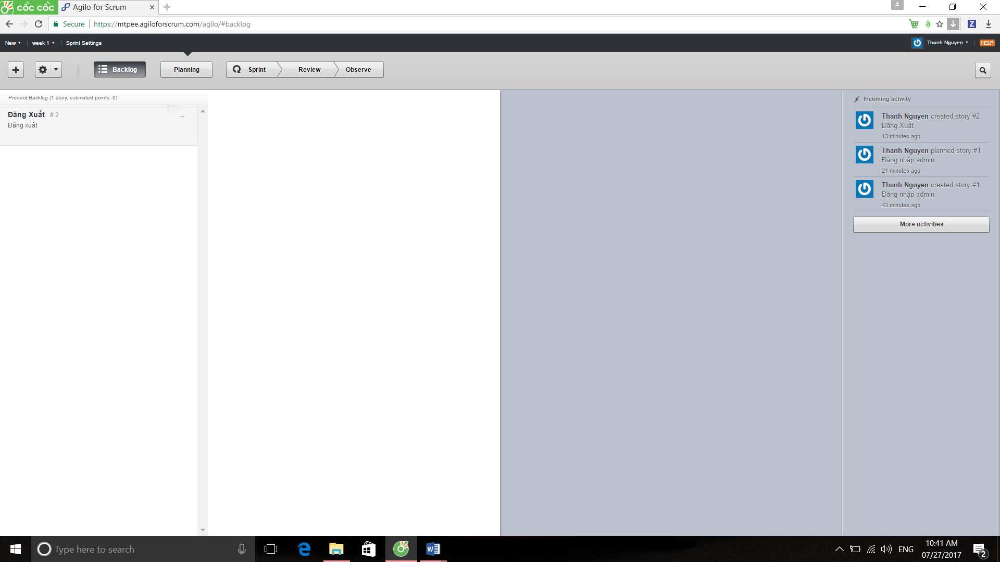 cốc cốc
Agilo for Scrum
Secure
https://mtpee.agiloforscrum.com/agilo/#backlog
ạ̀
Z
New
week 1
Sprint Settings
Thanh Nguyen
HELP
Backlog
Planning
Sprint
Review
Observe
Product Backlog (1 story, estimated points: 0)
Đăng Xuất #2
Đăng xuất
Incoming activity
Thanh Nguyen created story #2
Đăng Xuất
13 minutes ago
Thanh Nguyen planned story #1
Đăng nhập admin
21 minutes ago
Thanh Nguyen created story #1
Đăng nhập admin
43 minutes ago
More activities
Type here to search
ENG
10:41 AM
07/27/2017
2